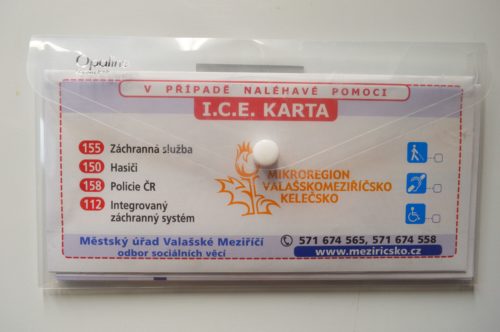 Opaline
V PŘÍPADĚ NALÉHAVÉ POMOCI
I.C.E. KARTA
155 Záchranná služba
150 Hasiči
158 Policie ČR
112 Integrovaný
záchranný systém
MIKROREGION
VALAŠSKOMEZIŘÍČSKO
KELEČSKO
Městský úřad Valašské Meziříčí
odbor sociálních věcí
571 674 565, 571 674 558
www.meziricsko.cz